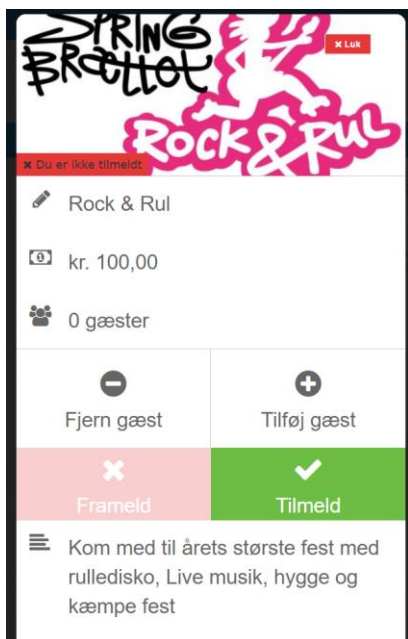 SPRING
BRÆTTET
Luk
ROCK & RUL
Du er ikke tilmeldt
Rock & Rul
kr. 100,00
0 gæster
Fjern gæst
Tilføj gæst
Frameld
Tilmeld
Kom med til årets største fest med
rulledisko, Live musik, hygge og
kæmpe fest